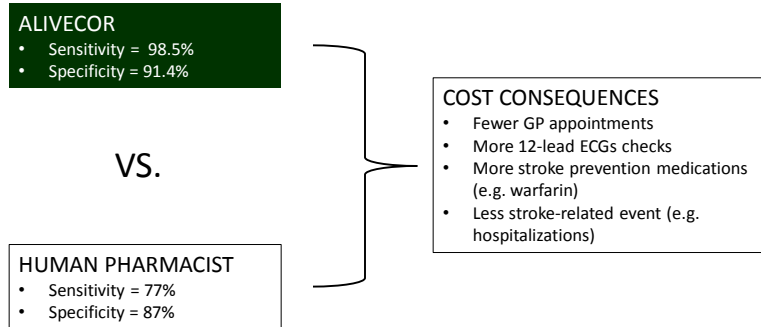 ALIVECOR
• Sensitivity = 98.5%
• Specificity = 91.4%
VS.
HUMAN PHARMACIST
• Sensitivity = 77%
• Specificity = 87%
COST CONSEQUENCES
• Fewer GP appointments
• More 12-lead ECGs checks
• More stroke prevention medications
(e.g. warfarin)
• Less stroke-related event (e.g.
hospitalizations)